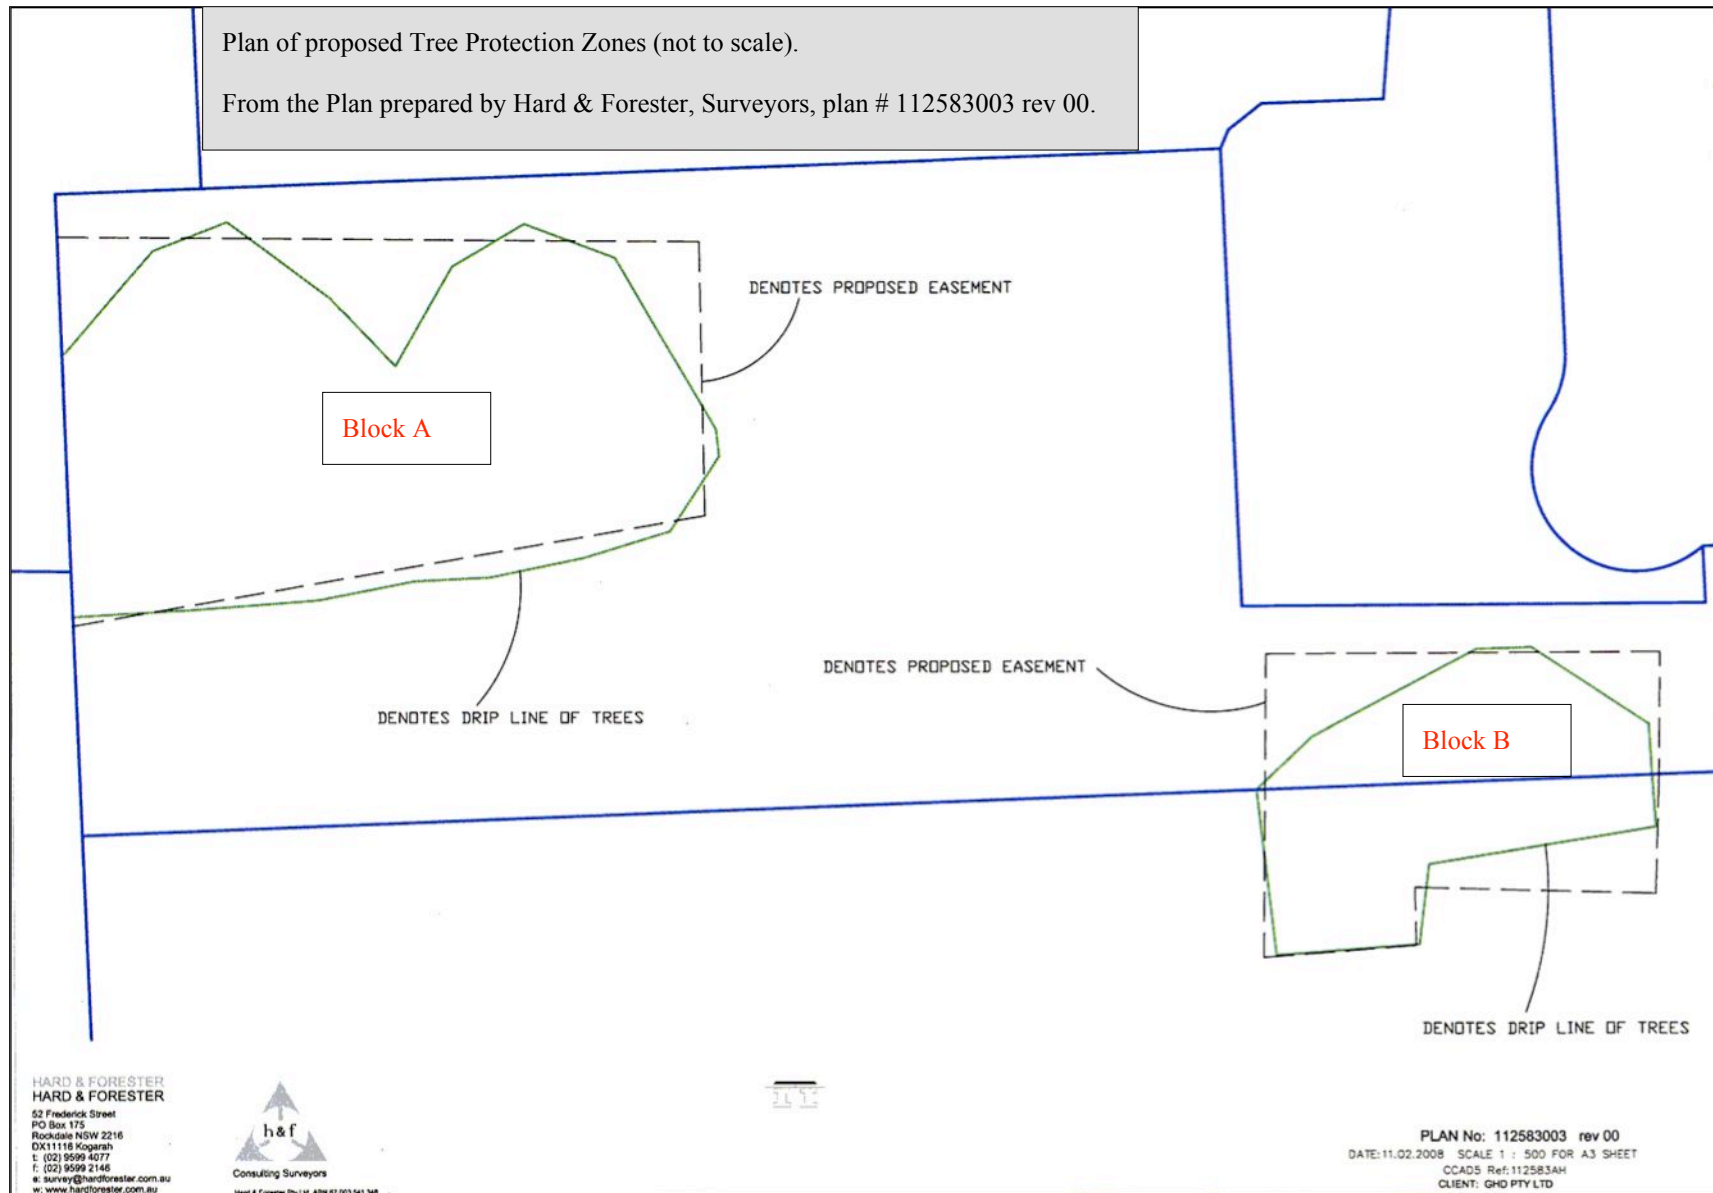 Plan of proposed Tree Protection Zones (not to scale).
From the Plan prepared by Hard & Forester, Surveyors, plan # 112583003 rev 00.
DENOTES PROPOSED EASEMENT
Block A
DENOTES PROPOSED EASEMENT
DENOTES DRIP LINE OF TREES
Block B
DENOTES DRIP LINE OF TREES
HARD & FORESTER
HARD & FORESTER
52 Frederick Street
PO Box 175
Rockdale NSW 2216
DX11116 Kogarah
t: (02) 9599 4077
f: (02) 9599 2146
e: survey@hardforester.com.au
w: www.hardforester.com.au
h&f
Consulting Surveyors
PLAN No: 112583003 rev 00
DATE:11.02.2008 SCALE 1 : 500 FOR A3 SHEET
CCAD5 Ref:112583AH
CLIENT: GHD PTY LTD